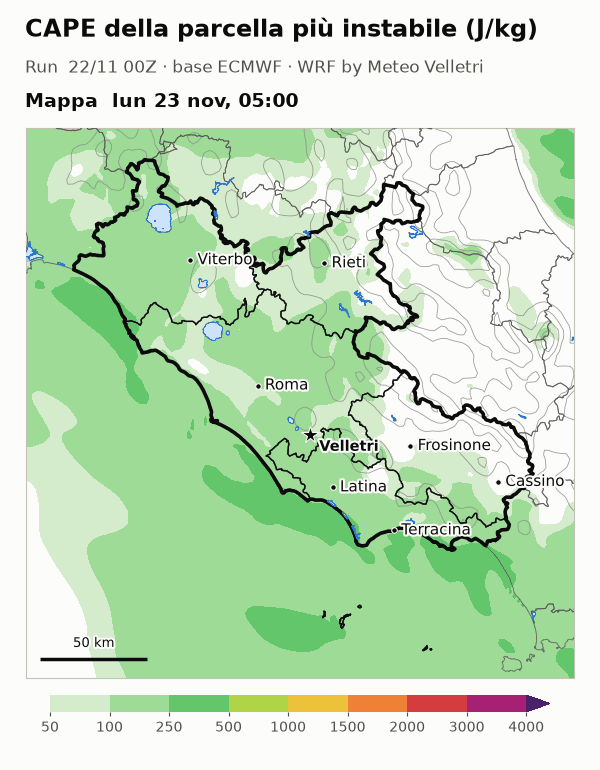 CAPE della parcella più instabile (J/kg)
Run  22/11 00Z · base ECMWF · WRF by Meteo Velletri
Mappa  lun 23 nov, 05:00
Viterbo
Rieti
Roma
Velletri
Frosinone
Latina
Cassino
Terracina
50 km
50 100 250 500 1000 1500 2000 3000 4000